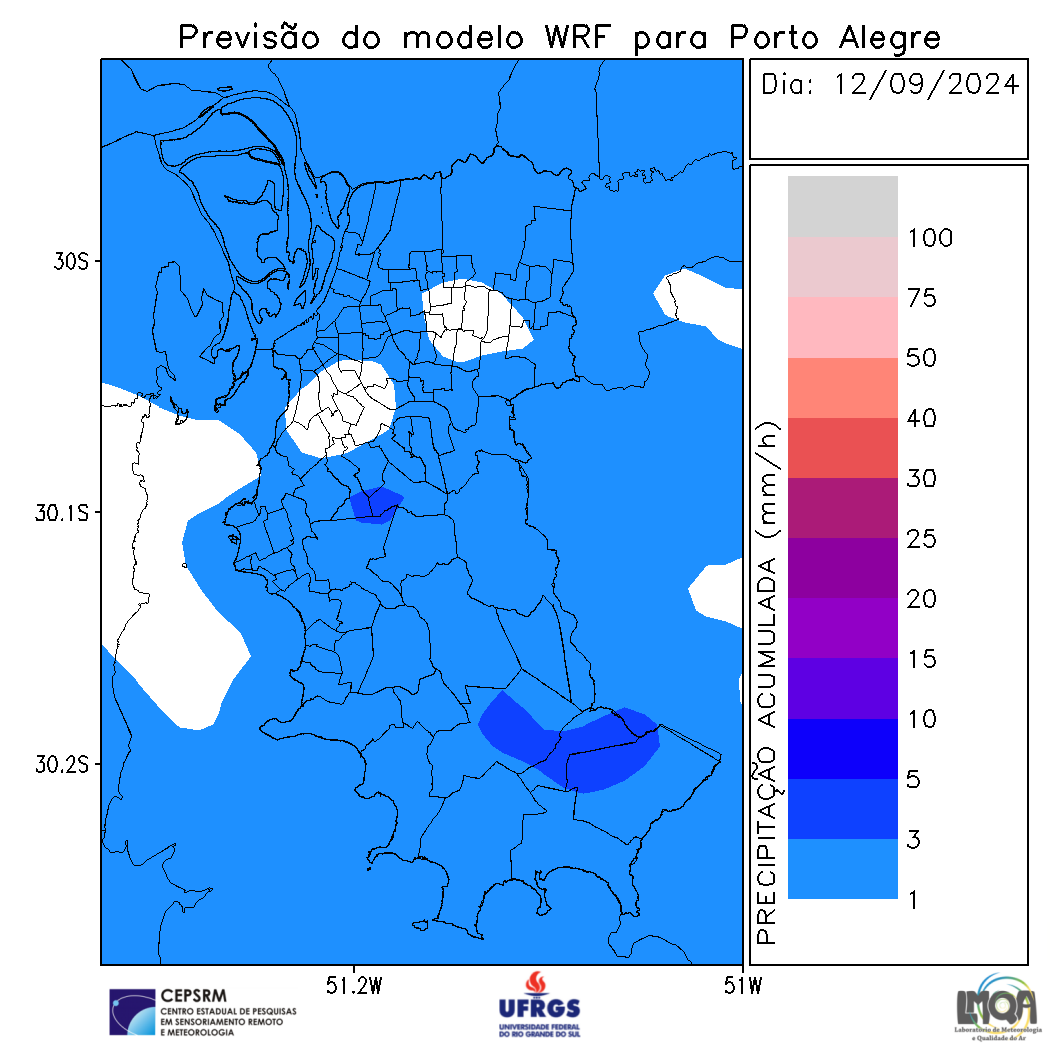 Previsão do modelo WRF para Porto Alegre
Dia: 12/09/2024
30S
30.1S
30.2S
51.2W
51W
PRECIPITAÇÃO ACUMULADA (mm/h)
100
75
50
40
30
25
20
15
10
5
3
1
CEPSRM
CENTRO ESTADUAL DE PESQUISAS
EM SENSORIAMENTO REMOTO
E METEOROLOGIA
UFRGS
UNIVERSIDADE FEDERAL
DO RIO GRANDE DO SUL
LMQA
Laboratório de Meteorologia
e Qualidade do Ar